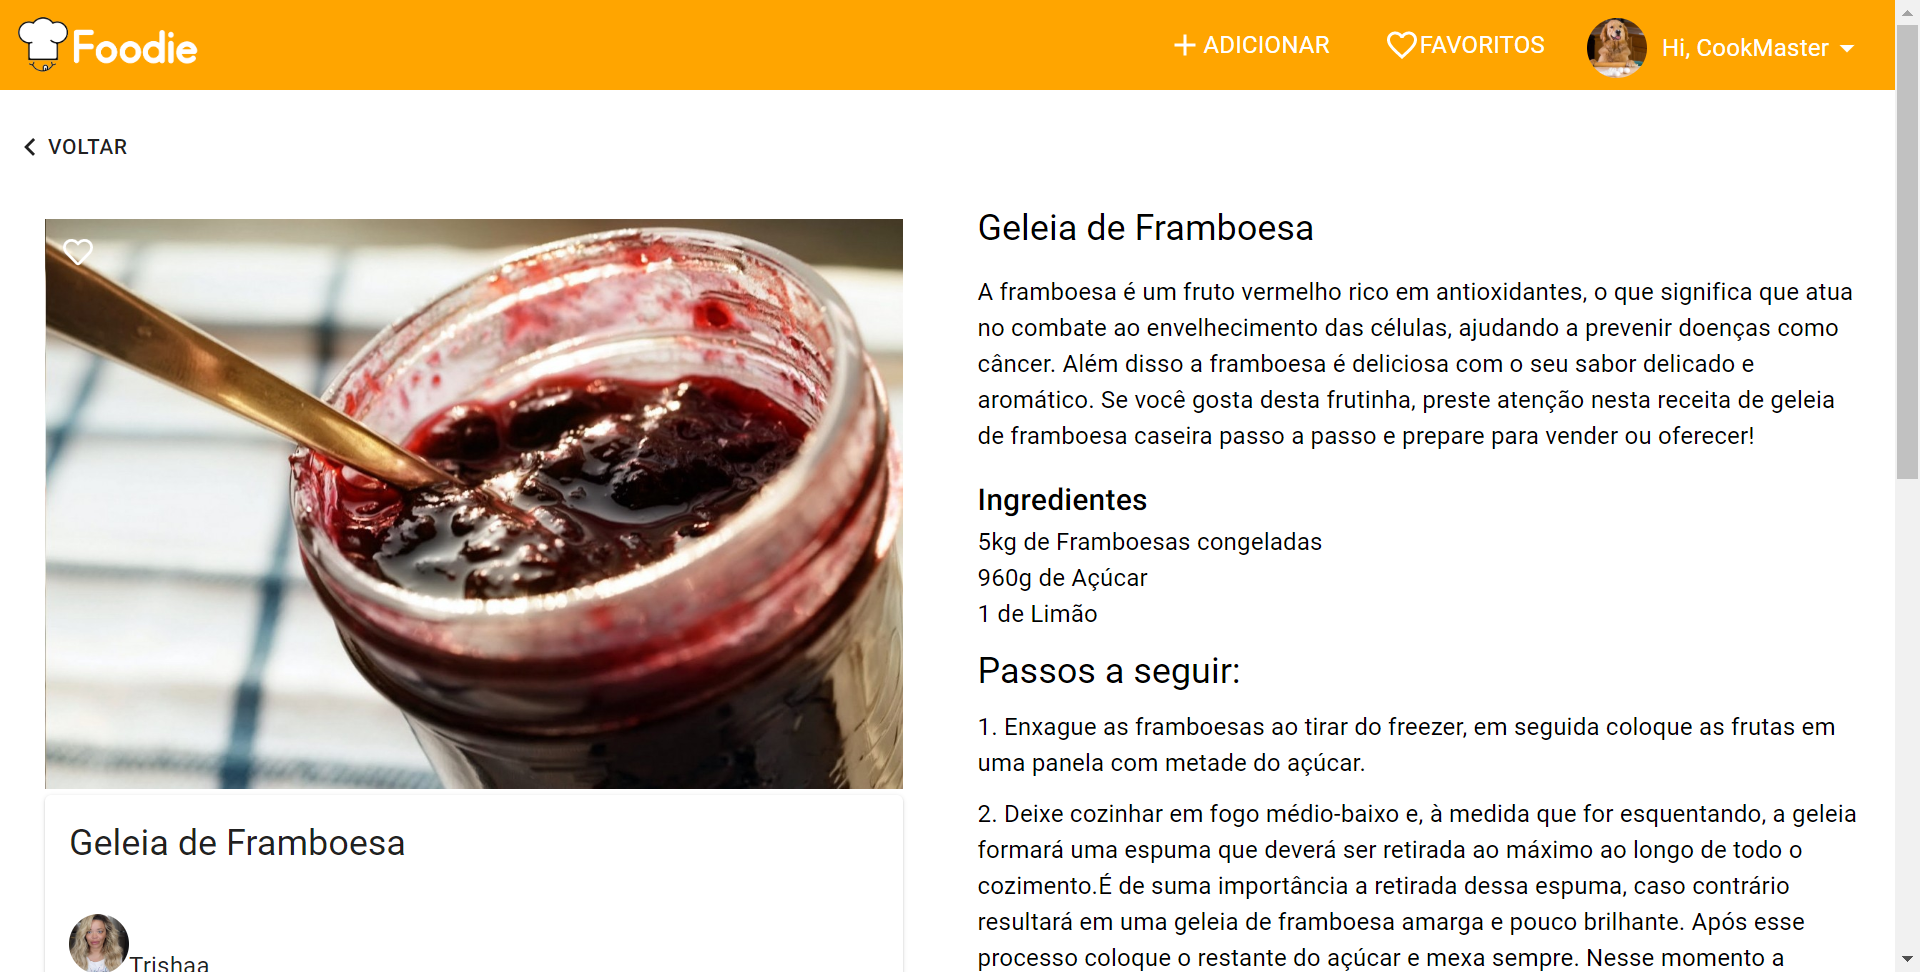 Foodie
ADICIONAR
FAVORITOS
Hi, CookMaster
VOLTAR
Geleia de Framboesa
A framboesa é um fruto vermelho rico em antioxidantes, o que significa que atua
no combate ao envelhecimento das células, ajudando a prevenir doenças como
câncer. Além disso a framboesa é deliciosa com o seu sabor delicado e
aromático. Se você gosta desta frutinha, preste atenção nesta receita de geleia
de framboesa caseira passo a passo e prepare para vender ou oferecer!
Ingredientes
5kg de Framboesas congeladas
960g de Açúcar
1 de Limão
Passos a seguir:
1. Enxague as framboesas ao tirar do freezer, em seguida coloque as frutas em
uma panela com metade do açúcar.
2. Deixe cozinhar em fogo médio-baixo e, à medida que for esquentando, a geleia
formará uma espuma que deverá ser retirada ao máximo ao longo de todo o
cozimento.É de suma importância a retirada dessa espuma, caso contrário
resultará em uma geleia de framboesa amarga e pouco brilhante. Após esse
processo coloque o restante do açúcar e mexa sempre. Nesse momento a
Geleia de Framboesa
Trishaa